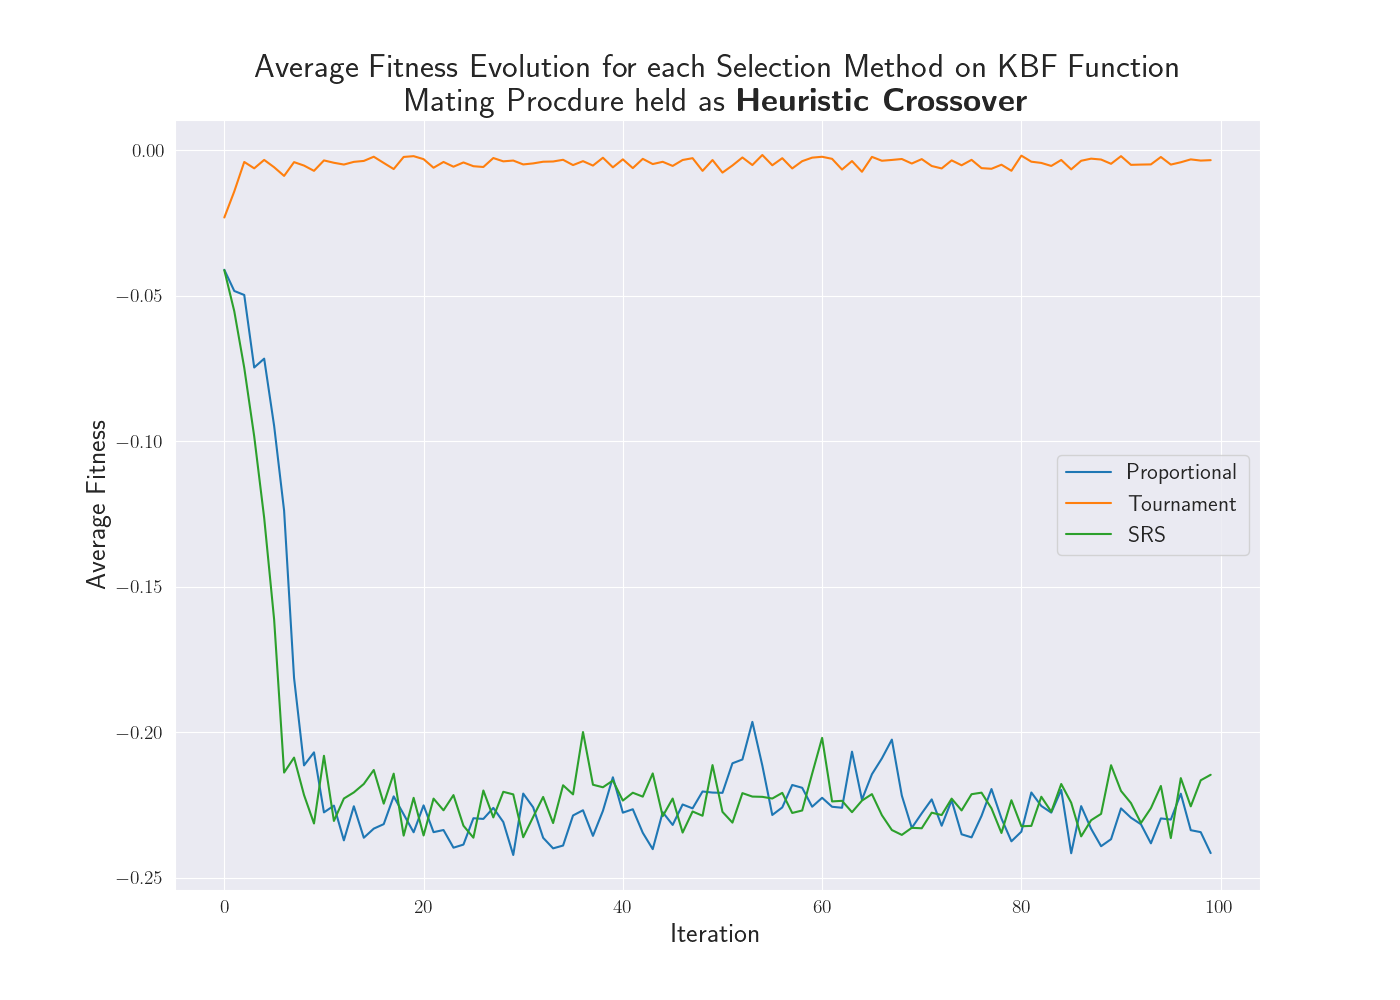 Average Fitness Evolution for each Selection Method on KBF Function
Mating Procdure held as Heuristic Crossover
0.00
−0.05
−0.10
−0.15
−0.20
−0.25
Average Fitness
Proportional
Tournament
SRS
0 20 40 60 80 100
Iteration